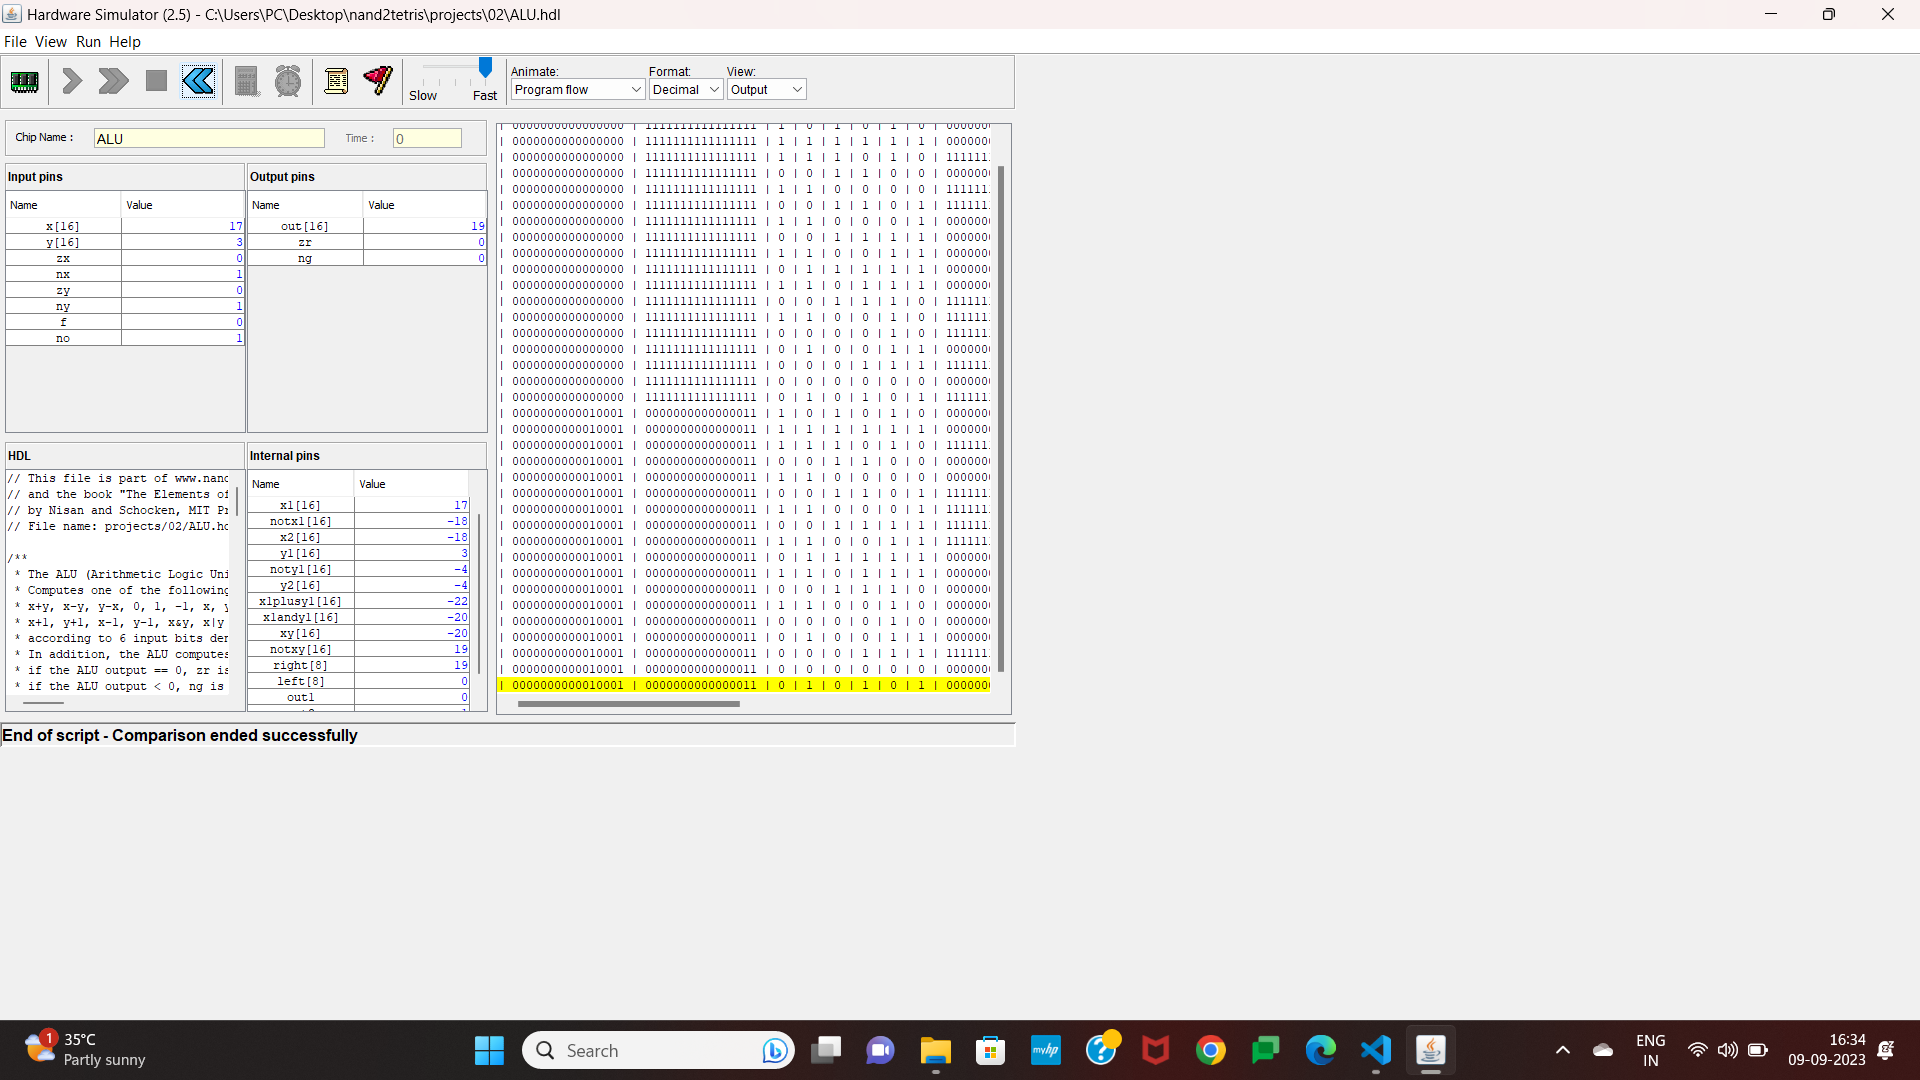 Hardware Simulator (2.5) - C:\Users\PC\Desktop\nand2tetris\projects\02\ALU.hdl
File View Run Help
Slow Fast
Animate: Format: View:
Program flow Decimal Output
Chip Name : ALU Time : 0
Input pins
Name Value
x[16] 17
y[16] 3
zx 0
nx 1
zy 0
ny 1
f 0
no 1
Output pins
Name Value
out[16] 19
zr 0
ng 0
HDL
// This file is part of www.nand
// and the book "The Elements of
// by Nisan and Schocken, MIT Pr
// File name: projects/02/ALU.hd
/**
* The ALU (Arithmetic Logic Uni
* Computes one of the following
* x+y, x-y, y-x, 0, 1, -1, x, y
* x+1, y+1, x-1, y-1, x&y, x|y
* according to 6 input bits den
* In addition, the ALU computes
* if the ALU output == 0, zr is
* if the ALU output < 0, ng is
Internal pins
Name Value
x1[16] 17
notx1[16] -18
x2[16] -18
y1[16] 3
noty1[16] -4
y2[16] -4
x1plusy1[16] -22
x1andy1[16] -20
xy[16] -20
notxy[16] 19
right[8] 19
left[8] 0
out1 0
| 0000000000000000 | 1111111111111111 | 1 | 0 | 1 | 0 | 1 | 0 | 000000
| 0000000000000000 | 1111111111111111 | 1 | 1 | 1 | 1 | 1 | 1 | 000000
| 0000000000000000 | 1111111111111111 | 1 | 1 | 1 | 0 | 1 | 0 | 111111
| 0000000000000000 | 1111111111111111 | 0 | 0 | 1 | 1 | 0 | 0 | 000000
| 0000000000000000 | 1111111111111111 | 1 | 1 | 0 | 0 | 0 | 0 | 111111
| 0000000000000000 | 1111111111111111 | 0 | 0 | 1 | 1 | 0 | 1 | 111111
| 0000000000000000 | 1111111111111111 | 1 | 1 | 0 | 0 | 0 | 1 | 000000
| 0000000000000000 | 1111111111111111 | 0 | 0 | 1 | 1 | 1 | 1 | 000000
| 0000000000000000 | 1111111111111111 | 1 | 1 | 0 | 0 | 1 | 1 | 000000
| 0000000000000000 | 1111111111111111 | 0 | 1 | 1 | 1 | 1 | 1 | 000000
| 0000000000000000 | 1111111111111111 | 1 | 1 | 0 | 1 | 1 | 1 | 000000
| 0000000000000000 | 1111111111111111 | 0 | 0 | 1 | 1 | 1 | 0 | 111111
| 0000000000000000 | 1111111111111111 | 1 | 1 | 0 | 0 | 1 | 0 | 111111
| 0000000000000000 | 1111111111111111 | 0 | 0 | 0 | 0 | 1 | 0 | 111111
| 0000000000000000 | 1111111111111111 | 0 | 1 | 0 | 0 | 1 | 1 | 000000
| 0000000000000000 | 1111111111111111 | 0 | 0 | 0 | 1 | 1 | 1 | 111111
| 0000000000000000 | 1111111111111111 | 0 | 0 | 0 | 0 | 0 | 0 | 000000
| 0000000000000000 | 1111111111111111 | 0 | 1 | 0 | 1 | 0 | 1 | 111111
| 0000000000010001 | 0000000000000011 | 1 | 0 | 1 | 0 | 1 | 0 | 000000
| 0000000000010001 | 0000000000000011 | 1 | 1 | 1 | 1 | 1 | 1 | 000000
| 0000000000010001 | 0000000000000011 | 1 | 1 | 1 | 0 | 1 | 0 | 111111
| 0000000000010001 | 0000000000000011 | 0 | 0 | 1 | 1 | 0 | 0 | 000000
| 0000000000010001 | 0000000000000011 | 1 | 1 | 0 | 0 | 0 | 0 | 000000
| 0000000000010001 | 0000000000000011 | 0 | 0 | 1 | 1 | 0 | 1 | 111111
| 0000000000010001 | 0000000000000011 | 1 | 1 | 0 | 0 | 0 | 1 | 111111
| 0000000000010001 | 0000000000000011 | 0 | 0 | 1 | 1 | 1 | 1 | 111111
| 0000000000010001 | 0000000000000011 | 1 | 1 | 0 | 0 | 1 | 1 | 111111
| 0000000000010001 | 0000000000000011 | 0 | 1 | 1 | 1 | 1 | 1 | 000000
| 0000000000010001 | 0000000000000011 | 1 | 1 | 0 | 1 | 1 | 1 | 000000
| 0000000000010001 | 0000000000000011 | 0 | 0 | 1 | 1 | 1 | 0 | 000000
| 0000000000010001 | 0000000000000011 | 1 | 1 | 0 | 0 | 1 | 0 | 000000
| 0000000000010001 | 0000000000000011 | 0 | 0 | 0 | 0 | 1 | 0 | 000000
| 0000000000010001 | 0000000000000011 | 0 | 1 | 0 | 0 | 1 | 1 | 000000
| 0000000000010001 | 0000000000000011 | 0 | 0 | 0 | 1 | 1 | 1 | 111111
| 0000000000010001 | 0000000000000011 | 0 | 0 | 0 | 0 | 0 | 0 | 000000
| 0000000000010001 | 0000000000000011 | 0 | 1 | 0 | 1 | 0 | 1 | 000000
End of script - Comparison ended successfully
1
35°C
Partly sunny
Search
myhp
ENG
IN
16:34
09-09-2023